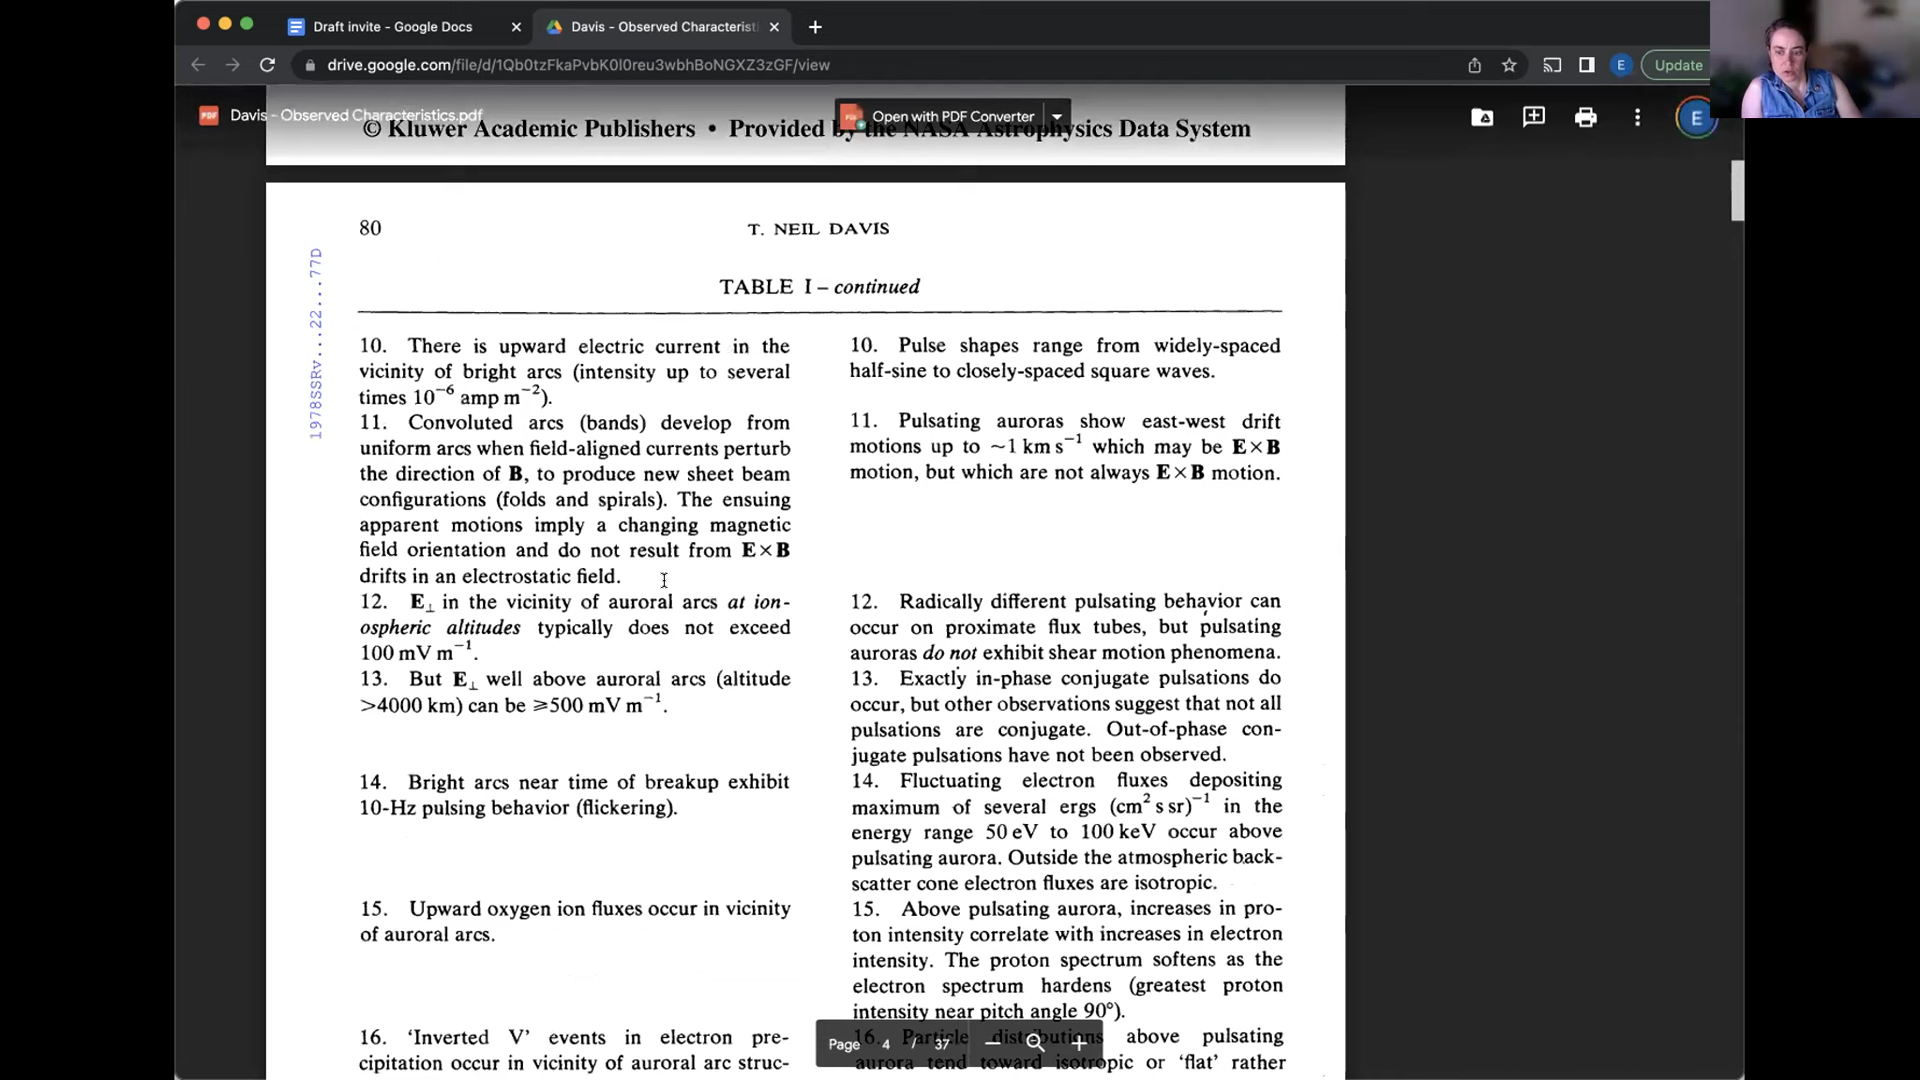 Draft invite - Google Docs
Davis - Observed Characterist
drive.google.com/file/d/1Qb0tzFkaPvbK0I0reu3wbhBoNGXZ3zGF/view
E
Update
PDF
Davis - Observed Characteristics.pdf
Open with PDF Converter
E
© Kluwer Academic Publishers • Provided by the NASA Astrophysics Data System
80
T. NEIL DAVIS
1978SSRv...22...77D
TABLE I – continued
10. There is upward electric current in the
vicinity of bright arcs (intensity up to several
times 10⁻⁶ amp m⁻²).
11. Convoluted arcs (bands) develop from
uniform arcs when field-aligned currents perturb
the direction of B, to produce new sheet beam
configurations (folds and spirals). The ensuing
apparent motions imply a changing magnetic
field orientation and do not result from E×B
drifts in an electrostatic field.
12. E⊥ in the vicinity of auroral arcs at ion-
ospheric altitudes typically does not exceed
100 mV m⁻¹.
13. But E⊥ well above auroral arcs (altitude
>4000 km) can be ⩾500 mV m⁻¹.
14. Bright arcs near time of breakup exhibit
10-Hz pulsing behavior (flickering).
15. Upward oxygen ion fluxes occur in vicinity
of auroral arcs.
16. 'Inverted V' events in electron pre-
cipitation occur in vicinity of auroral arc struc-
10. Pulse shapes range from widely-spaced
half-sine to closely-spaced square waves.
11. Pulsating auroras show east-west drift
motions up to ~1 km s⁻¹ which may be E×B
motion, but which are not always E×B motion.
12. Radically different pulsating behavior can
occur on proximate flux tubes, but pulsating
auroras do not exhibit shear motion phenomena.
13. Exactly in-phase conjugate pulsations do
occur, but other observations suggest that not all
pulsations are conjugate. Out-of-phase con-
jugate pulsations have not been observed.
14. Fluctuating electron fluxes depositing
maximum of several ergs (cm² s sr)⁻¹ in the
energy range 50 eV to 100 keV occur above
pulsating aurora. Outside the atmospheric back-
scatter cone electron fluxes are isotropic.
15. Above pulsating aurora, increases in pro-
ton intensity correlate with increases in electron
intensity. The proton spectrum softens as the
electron spectrum hardens (greatest proton
intensity near pitch angle 90°).
16. Particle distributions above pulsating
aurora tend toward isotropic or 'flat' rather
Page 4 / 37